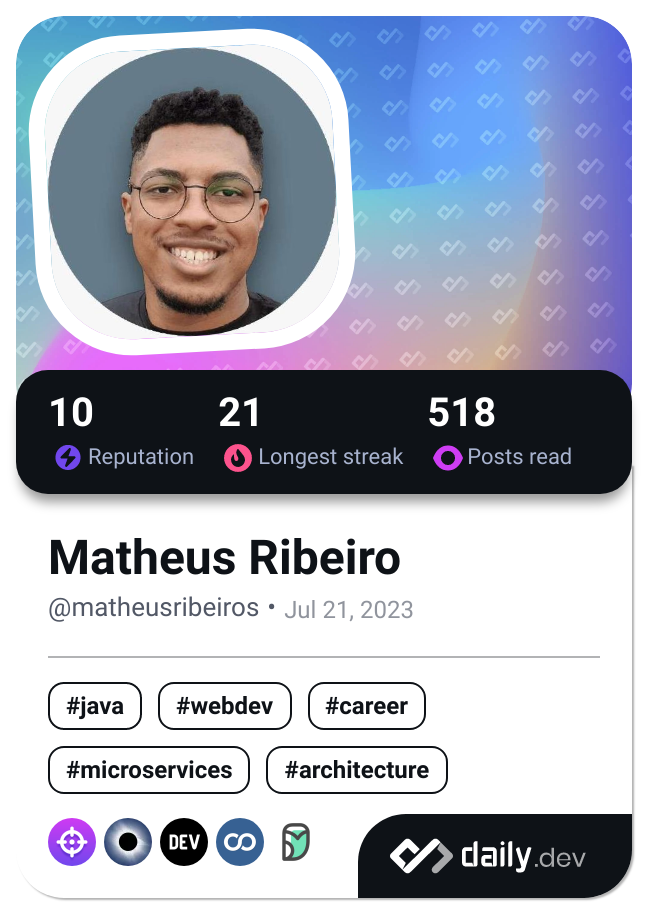 10 21 518
Reputation Longest streak Posts read
Matheus Ribeiro
@matheusribeiros • Jul 21, 2023
#java #webdev #career
#microservices #architecture
DEV
daily.dev